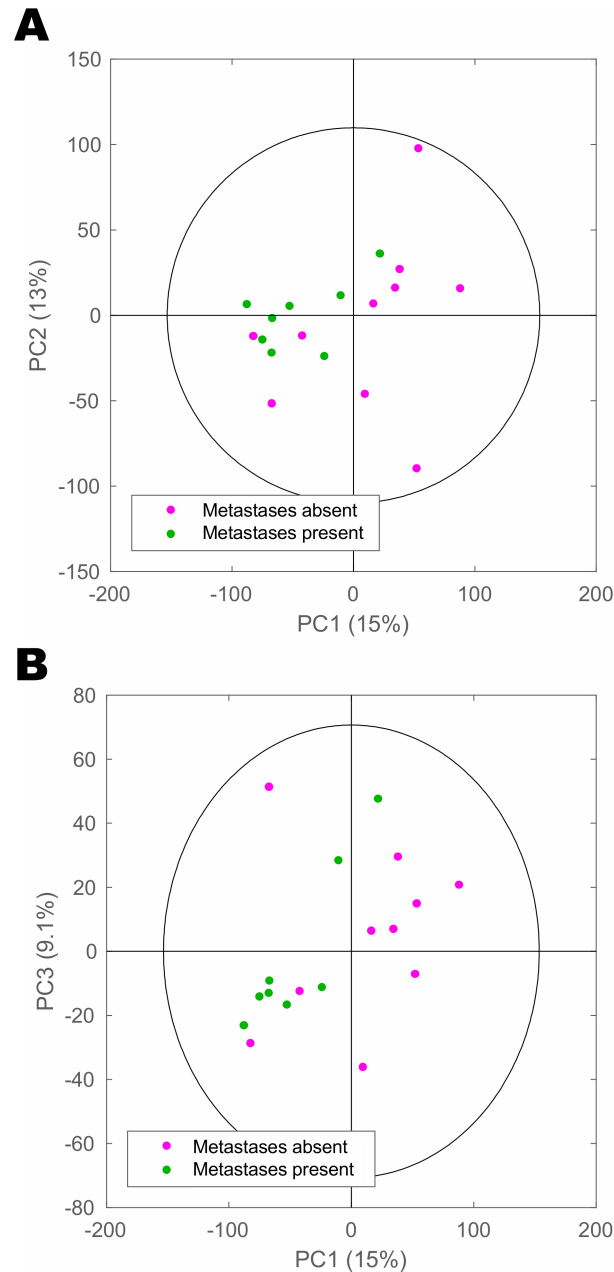 A
150
100
50
0
-50
-100
-150
PC2 (13%)
Metastases absent
Metastases present
-200 -100 0 100 200
PC1 (15%)
B
80
60
40
20
0
-20
-40
-60
-80
PC3 (9.1%)
Metastases absent
Metastases present
-200 -100 0 100 200
PC1 (15%)